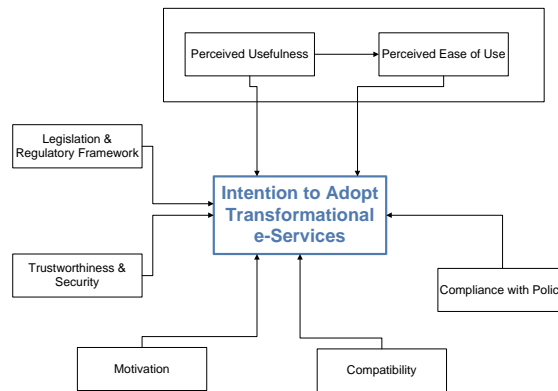 Perceived Usefulness
Perceived Ease of Use
Legislation &
Regulatory Framework
Intention to Adopt
Transformational
e-Services
Trustworthiness &
Security
Compliance with Polic
Motivation
Compatibility